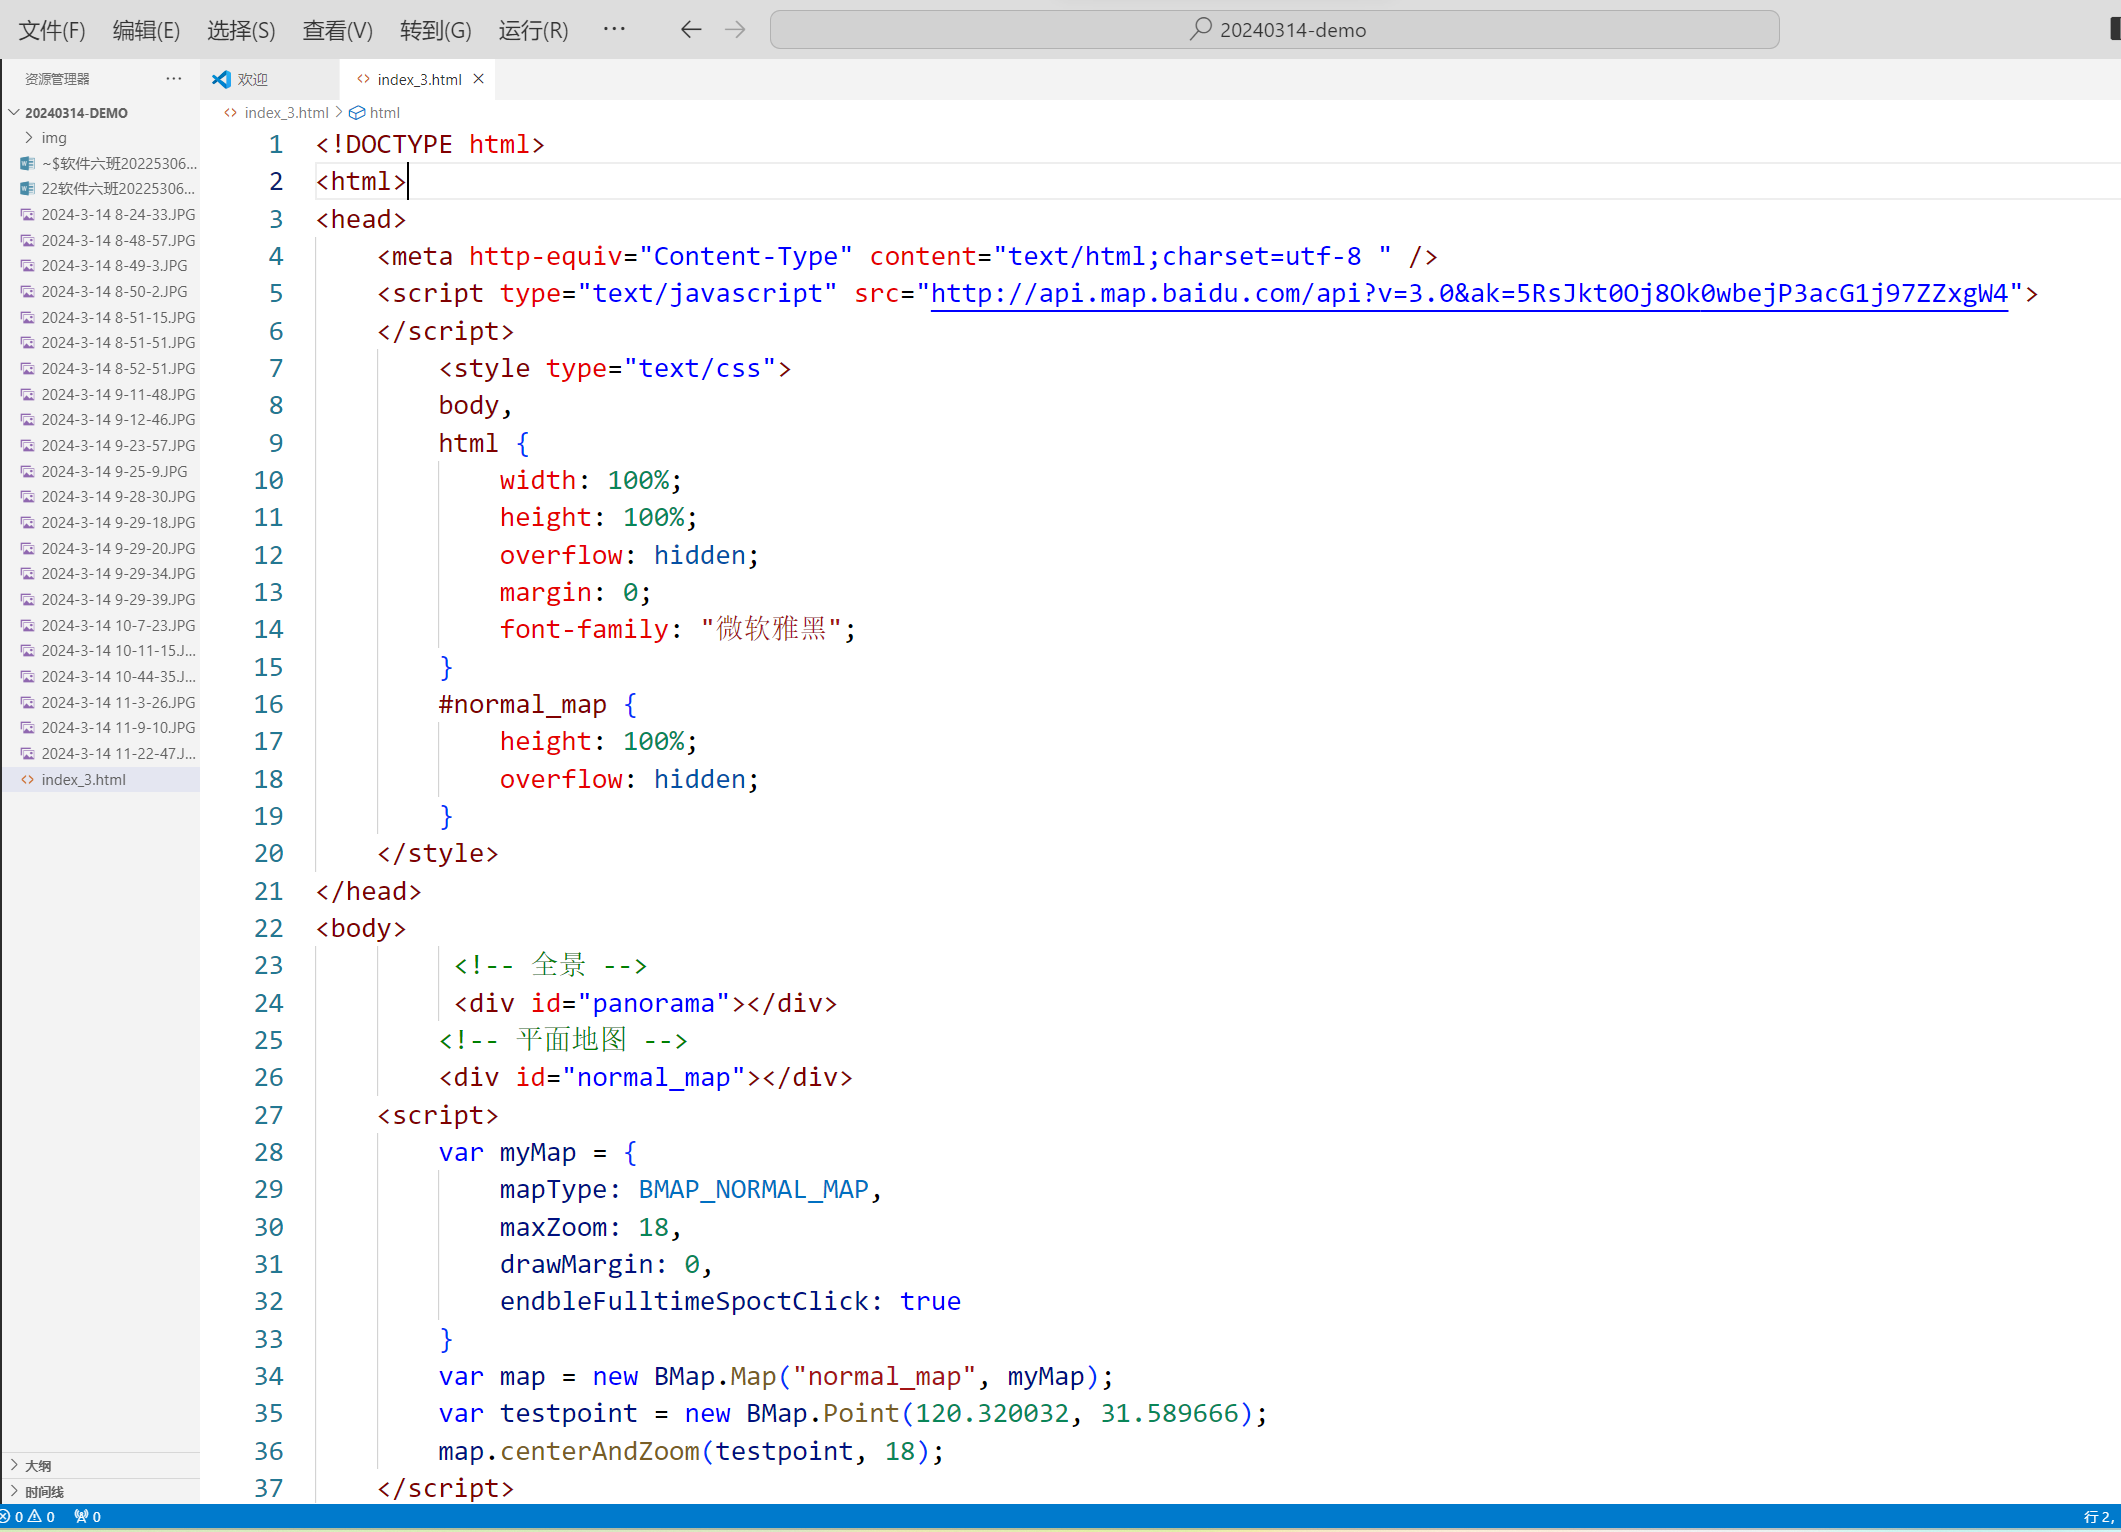 文件(F) 编辑(E) 选择(S) 查看(V) 转到(G) 运行(R) ··· 20240314-demo
资源管理器 ···
欢迎 index_3.html
20240314-DEMO
img
~$软件六班20225306...
22软件六班20225306...
2024-3-14 8-24-33.JPG
2024-3-14 8-48-57.JPG
2024-3-14 8-49-3.JPG
2024-3-14 8-50-2.JPG
2024-3-14 8-51-15.JPG
2024-3-14 8-51-51.JPG
2024-3-14 8-52-51.JPG
2024-3-14 9-11-48.JPG
2024-3-14 9-12-46.JPG
2024-3-14 9-23-57.JPG
2024-3-14 9-25-9.JPG
2024-3-14 9-28-30.JPG
2024-3-14 9-29-18.JPG
2024-3-14 9-29-20.JPG
2024-3-14 9-29-34.JPG
2024-3-14 9-29-39.JPG
2024-3-14 10-7-23.JPG
2024-3-14 10-11-15.J...
2024-3-14 10-44-35.J...
2024-3-14 11-3-26.JPG
2024-3-14 11-9-10.JPG
2024-3-14 11-22-47.J...
index_3.html
大纲
时间线
index_3.html > html
1 <!DOCTYPE html>
2 <html>
3 <head>
4 <meta http-equiv="Content-Type" content="text/html;charset=utf-8 " />
5 <script type="text/javascript" src="http://api.map.baidu.com/api?v=3.0&ak=5RsJkt0Oj8Ok0wbejP3acG1j97ZZxgW4">
6 </script>
7 <style type="text/css">
8 body,
9 html {
10 width: 100%;
11 height: 100%;
12 overflow: hidden;
13 margin: 0;
14 font-family: "微软雅黑";
15 }
16 #normal_map {
17 height: 100%;
18 overflow: hidden;
19 }
20 </style>
21 </head>
22 <body>
23 <!-- 全景 -->
24 <div id="panorama"></div>
25 <!-- 平面地图 -->
26 <div id="normal_map"></div>
27 <script>
28 var myMap = {
29 mapType: BMAP_NORMAL_MAP,
30 maxZoom: 18,
31 drawMargin: 0,
32 endbleFulltimeSpoctClick: true
33 }
34 var map = new BMap.Map("normal_map", myMap);
35 var testpoint = new BMap.Point(120.320032, 31.589666);
36 map.centerAndZoom(testpoint, 18);
37 </script>
0 0 0 行 2,